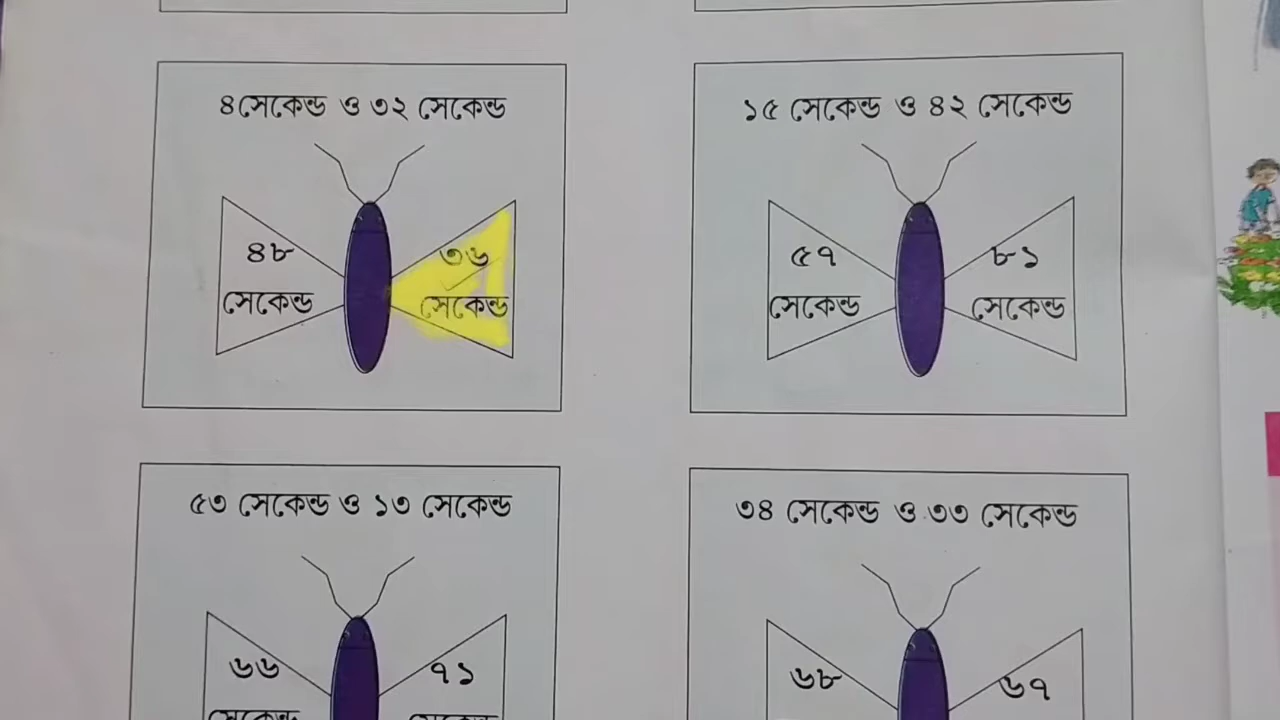 ৪সেকেন্ড ও ৩২ সেকেন্ড
৪৮
সেকেন্ড
৩৬
সেকেন্ড
১৫ সেকেন্ড ও ৪২ সেকেন্ড
৫৭
সেকেন্ড
৮১
সেকেন্ড
৫৩ সেকেন্ড ও ১৩ সেকেন্ড
৬৬
সেকেন্ড
৭১
সেকেন্ড
৩৪ সেকেন্ড ও ৩৩ সেকেন্ড
৬৮
৬৭